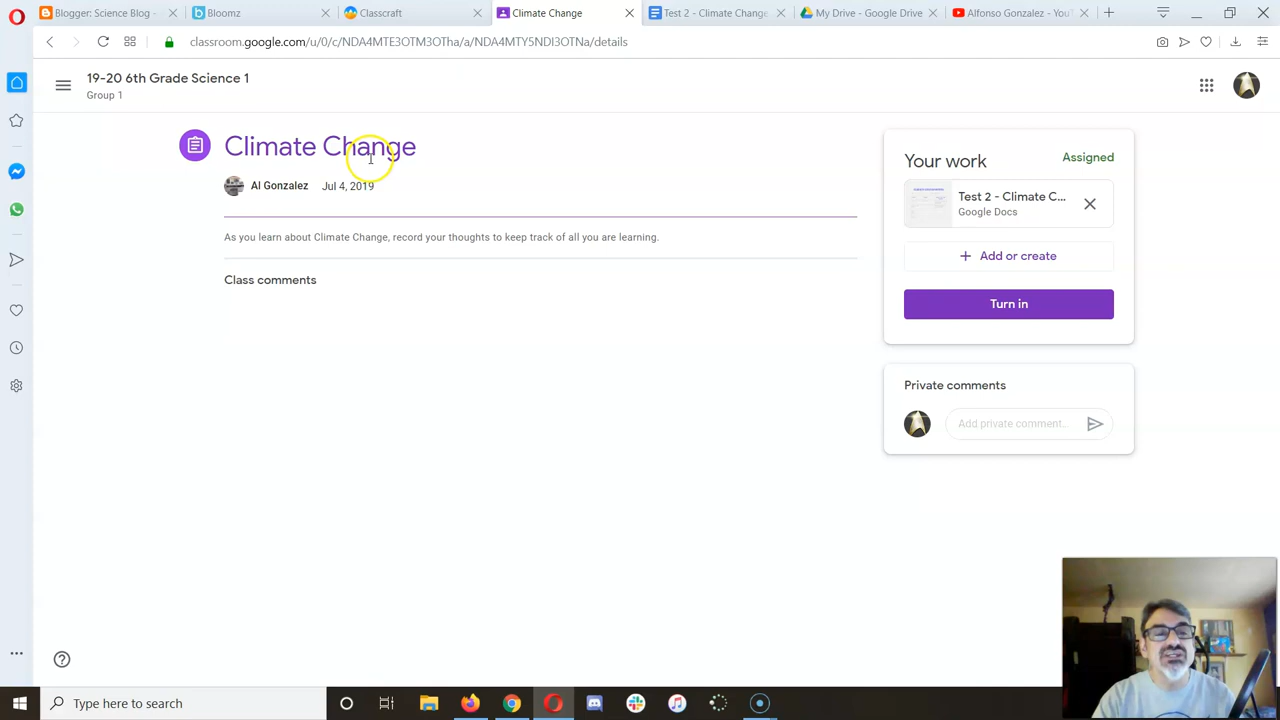 Blogger: Science Blog -
Bloomz
Classcraft
Climate Change
Test 2 - Climate Change
My Drive - Google Drive
Alfonso Gonzalez - You
classroom.google.com/u/0/c/NDA4MTE3OTM3OTha/a/NDA4MTY5NDI3OTNa/details
19-20 6th Grade Science 1
Group 1
Climate Change
Al Gonzalez Jul 4, 2019
As you learn about Climate Change, record your thoughts to keep track of all you are learning.
Class comments
Your work
Assigned
Test 2 - Climate C...
Google Docs
+ Add or create
Turn in
Private comments
Add private comment...
Type here to search